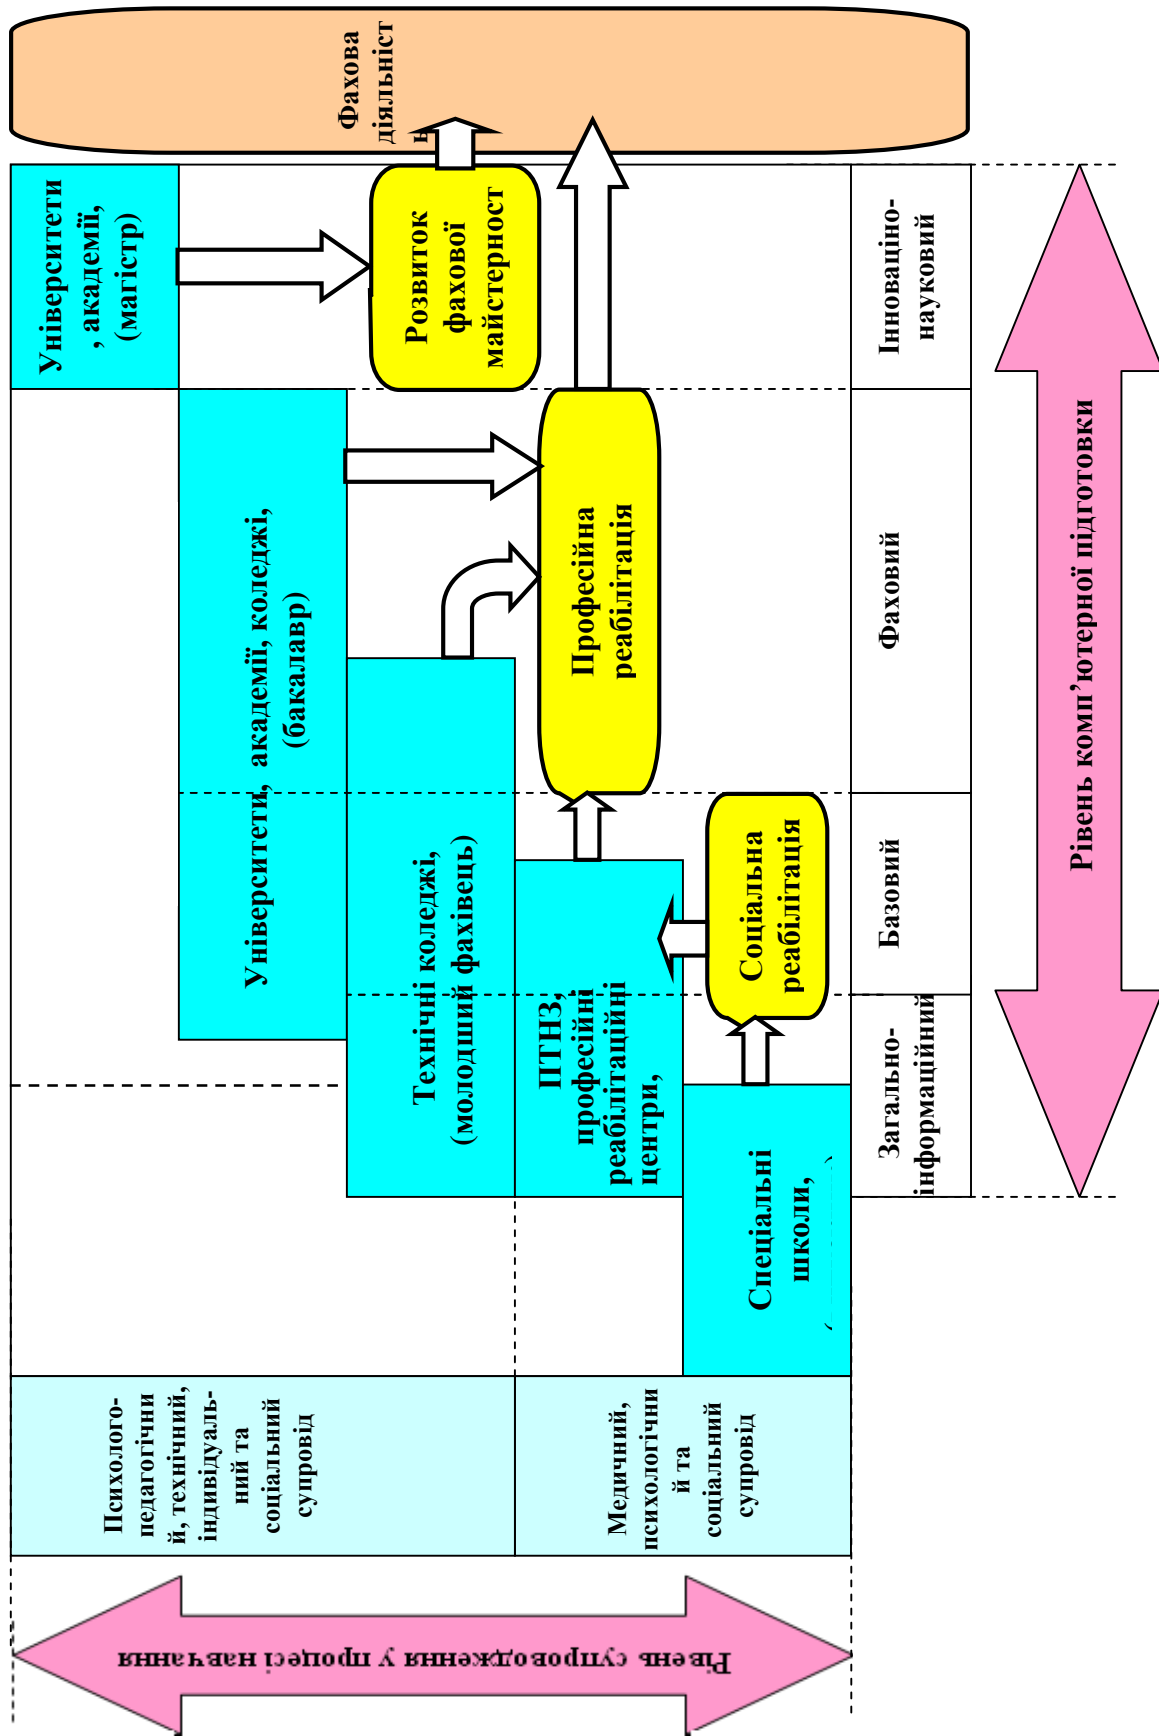 Фахова
діяльніст
ь
Університети
, академії,
(магістр)
Розвиток
фахової
майстерност
Інноваціно-
науковий
Університети, академії, коледжі,
(бакалавр)
Професійна
реабілітація
Фаховий
Технічні коледжі,
(молодший фахівець)
ПТНЗ,
професійні
реабілітаційні
центри,
Соціальна
реабілітація
Базовий
Спеціальні
школи,
Загально-
інформаційний
Рівень комп’ютерної підготовки
Психолого-
педагогічни
й, технічний,
індивідуаль-
ний та
соціальний
супровід
Медичний,
психологічни
й та
соціальний
супровід
Рівень супроводження у процесі навчання